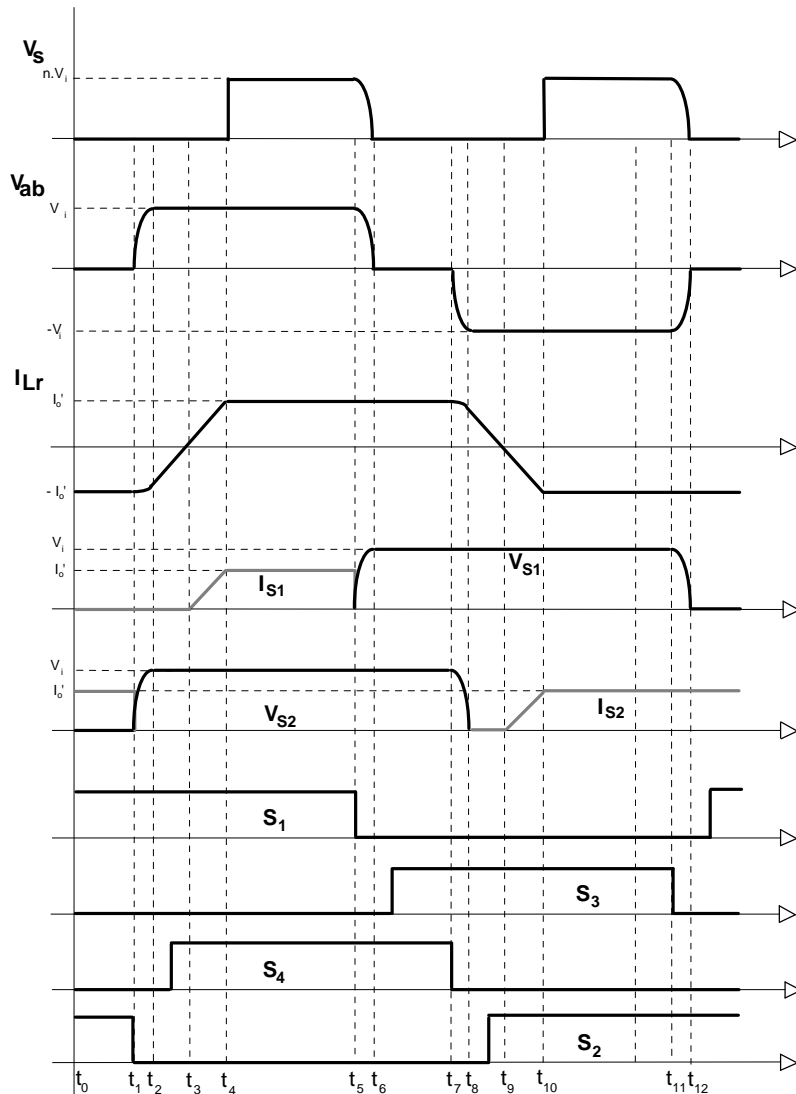 Vs
n.Vi
Vab
Vi
-Vi
ILr
Io'
- Io'
Vi
Io'
IS1
VS1
Vi
Io'
VS2
IS2
S1
S3
S4
S2
t0 t1 t2 t3 t4 t5 t6 t7 t8 t9 t10 t11 t12